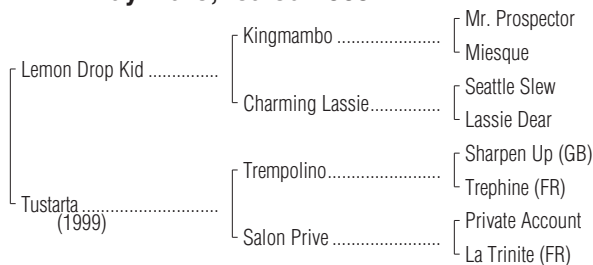 Mr. Prospector
Kingmambo ..................
Miesque
Lemon Drop Kid ...............
Seattle Slew
Charming Lassie................
Lassie Dear
Sharpen Up (GB)
Trempolino.......................
Trephine (FR)
Tustarta .............................
(1999)
Private Account
Salon Prive ......................
La Trinite (FR)